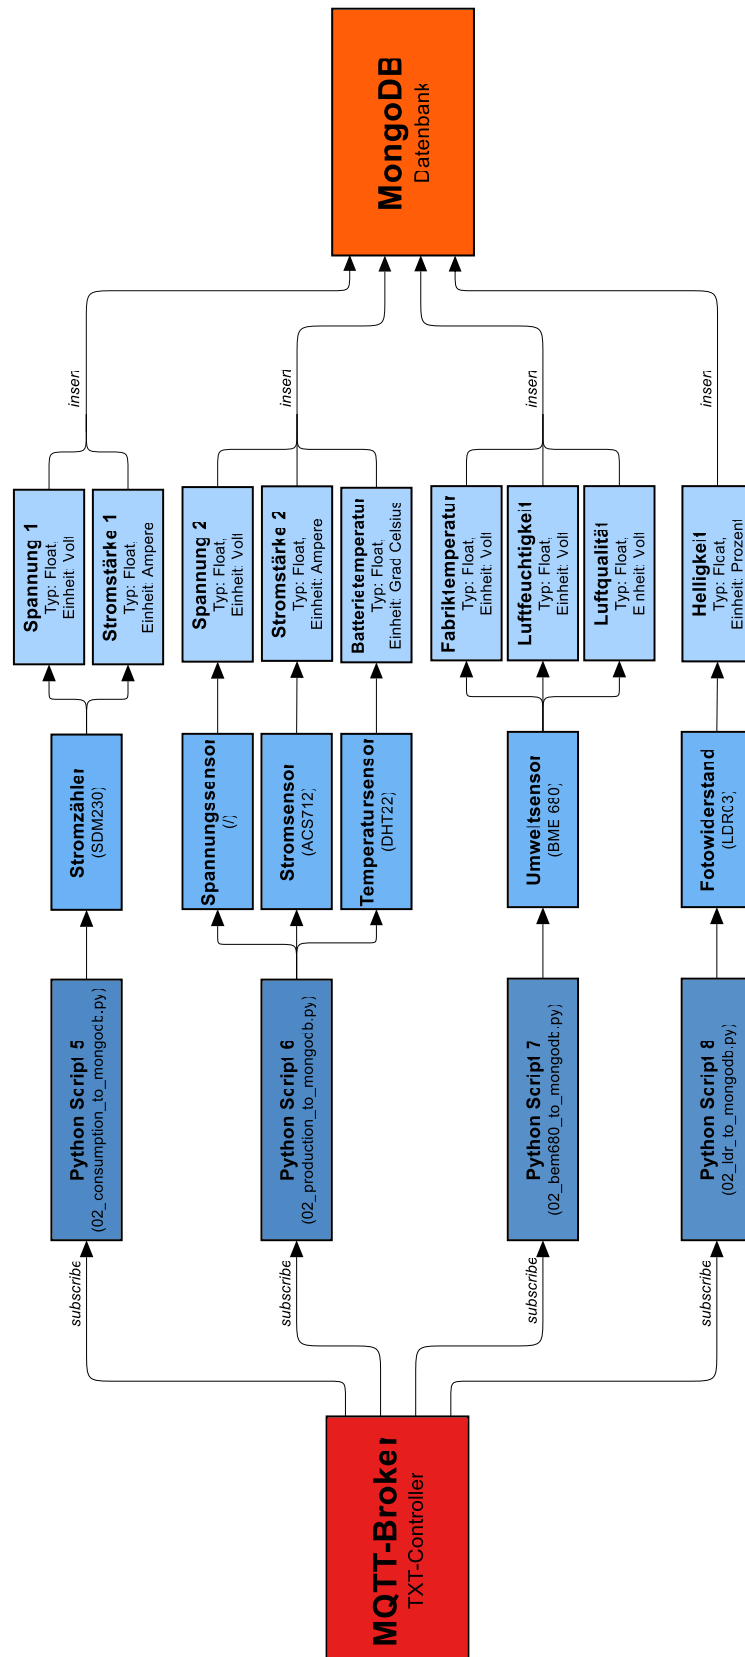 MongoDB
Datenbank
insert
insert
insert
insert
Spannung 1
Typ: Float,
Einheit: Volt
Stromstärke 1
Typ: Float,
Einheit: Ampere
Spannung 2
Typ: Float,
Einheit: Volt
Stromstärke 2
Typ: Float,
Einheit: Ampere
Batterietemperatur
Typ: Float,
Einheit: Grad Celsius
Fabriktemperatur
Typ: Float,
Einheit: Volt
Luftfeuchtigkeit
Typ: Float,
Einheit: Volt
Luftqualität
Typ: Float,
Einheit: Volt
Helligkeit
Typ: Float,
Einheit: Prozent
Stromzähler
(SDM230)
Spannungssensor
(/)
Stromsensor
(ACS712)
Temperatursensor
(DHT22)
Umweltsensor
(BME 680)
Fotowiderstand
(LDR03)
Python Script 5
(02_consumption_to_mongodb.py)
Python Script 6
(02_production_to_mongodb.py)
Python Script 7
(02_bem680_to_mongodb.py)
Python Script 8
(02_ldr_to_mongodb.py)
subscribe
subscribe
subscribe
subscribe
MQTT-Broker
TXT-Controller